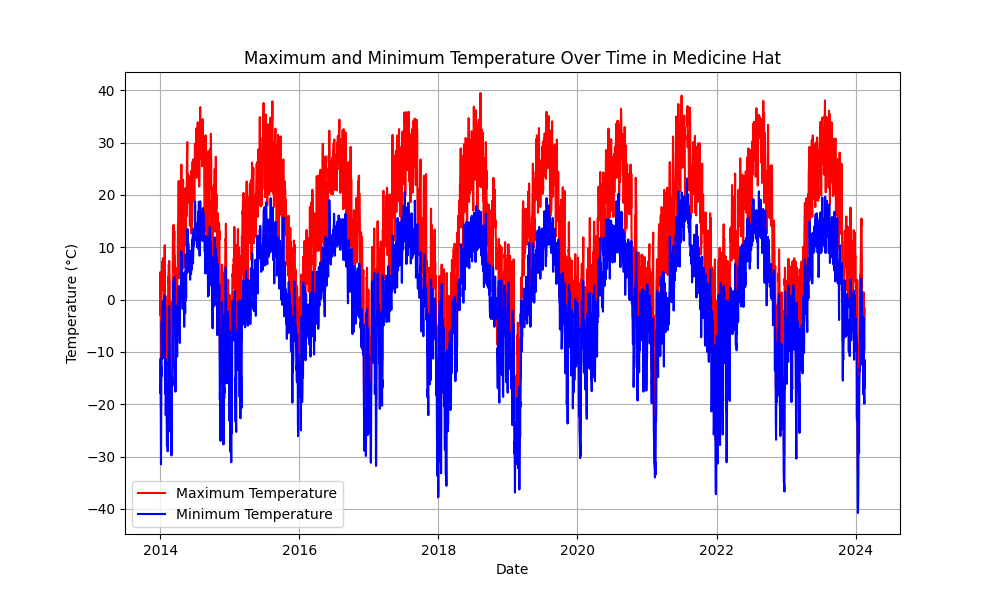 Maximum and Minimum Temperature Over Time in Medicine Hat
40
30
20
10
0
−10
−20
−30
−40
Temperature (°C)
Maximum Temperature
Minimum Temperature
2014 2016 2018 2020 2022 2024
Date